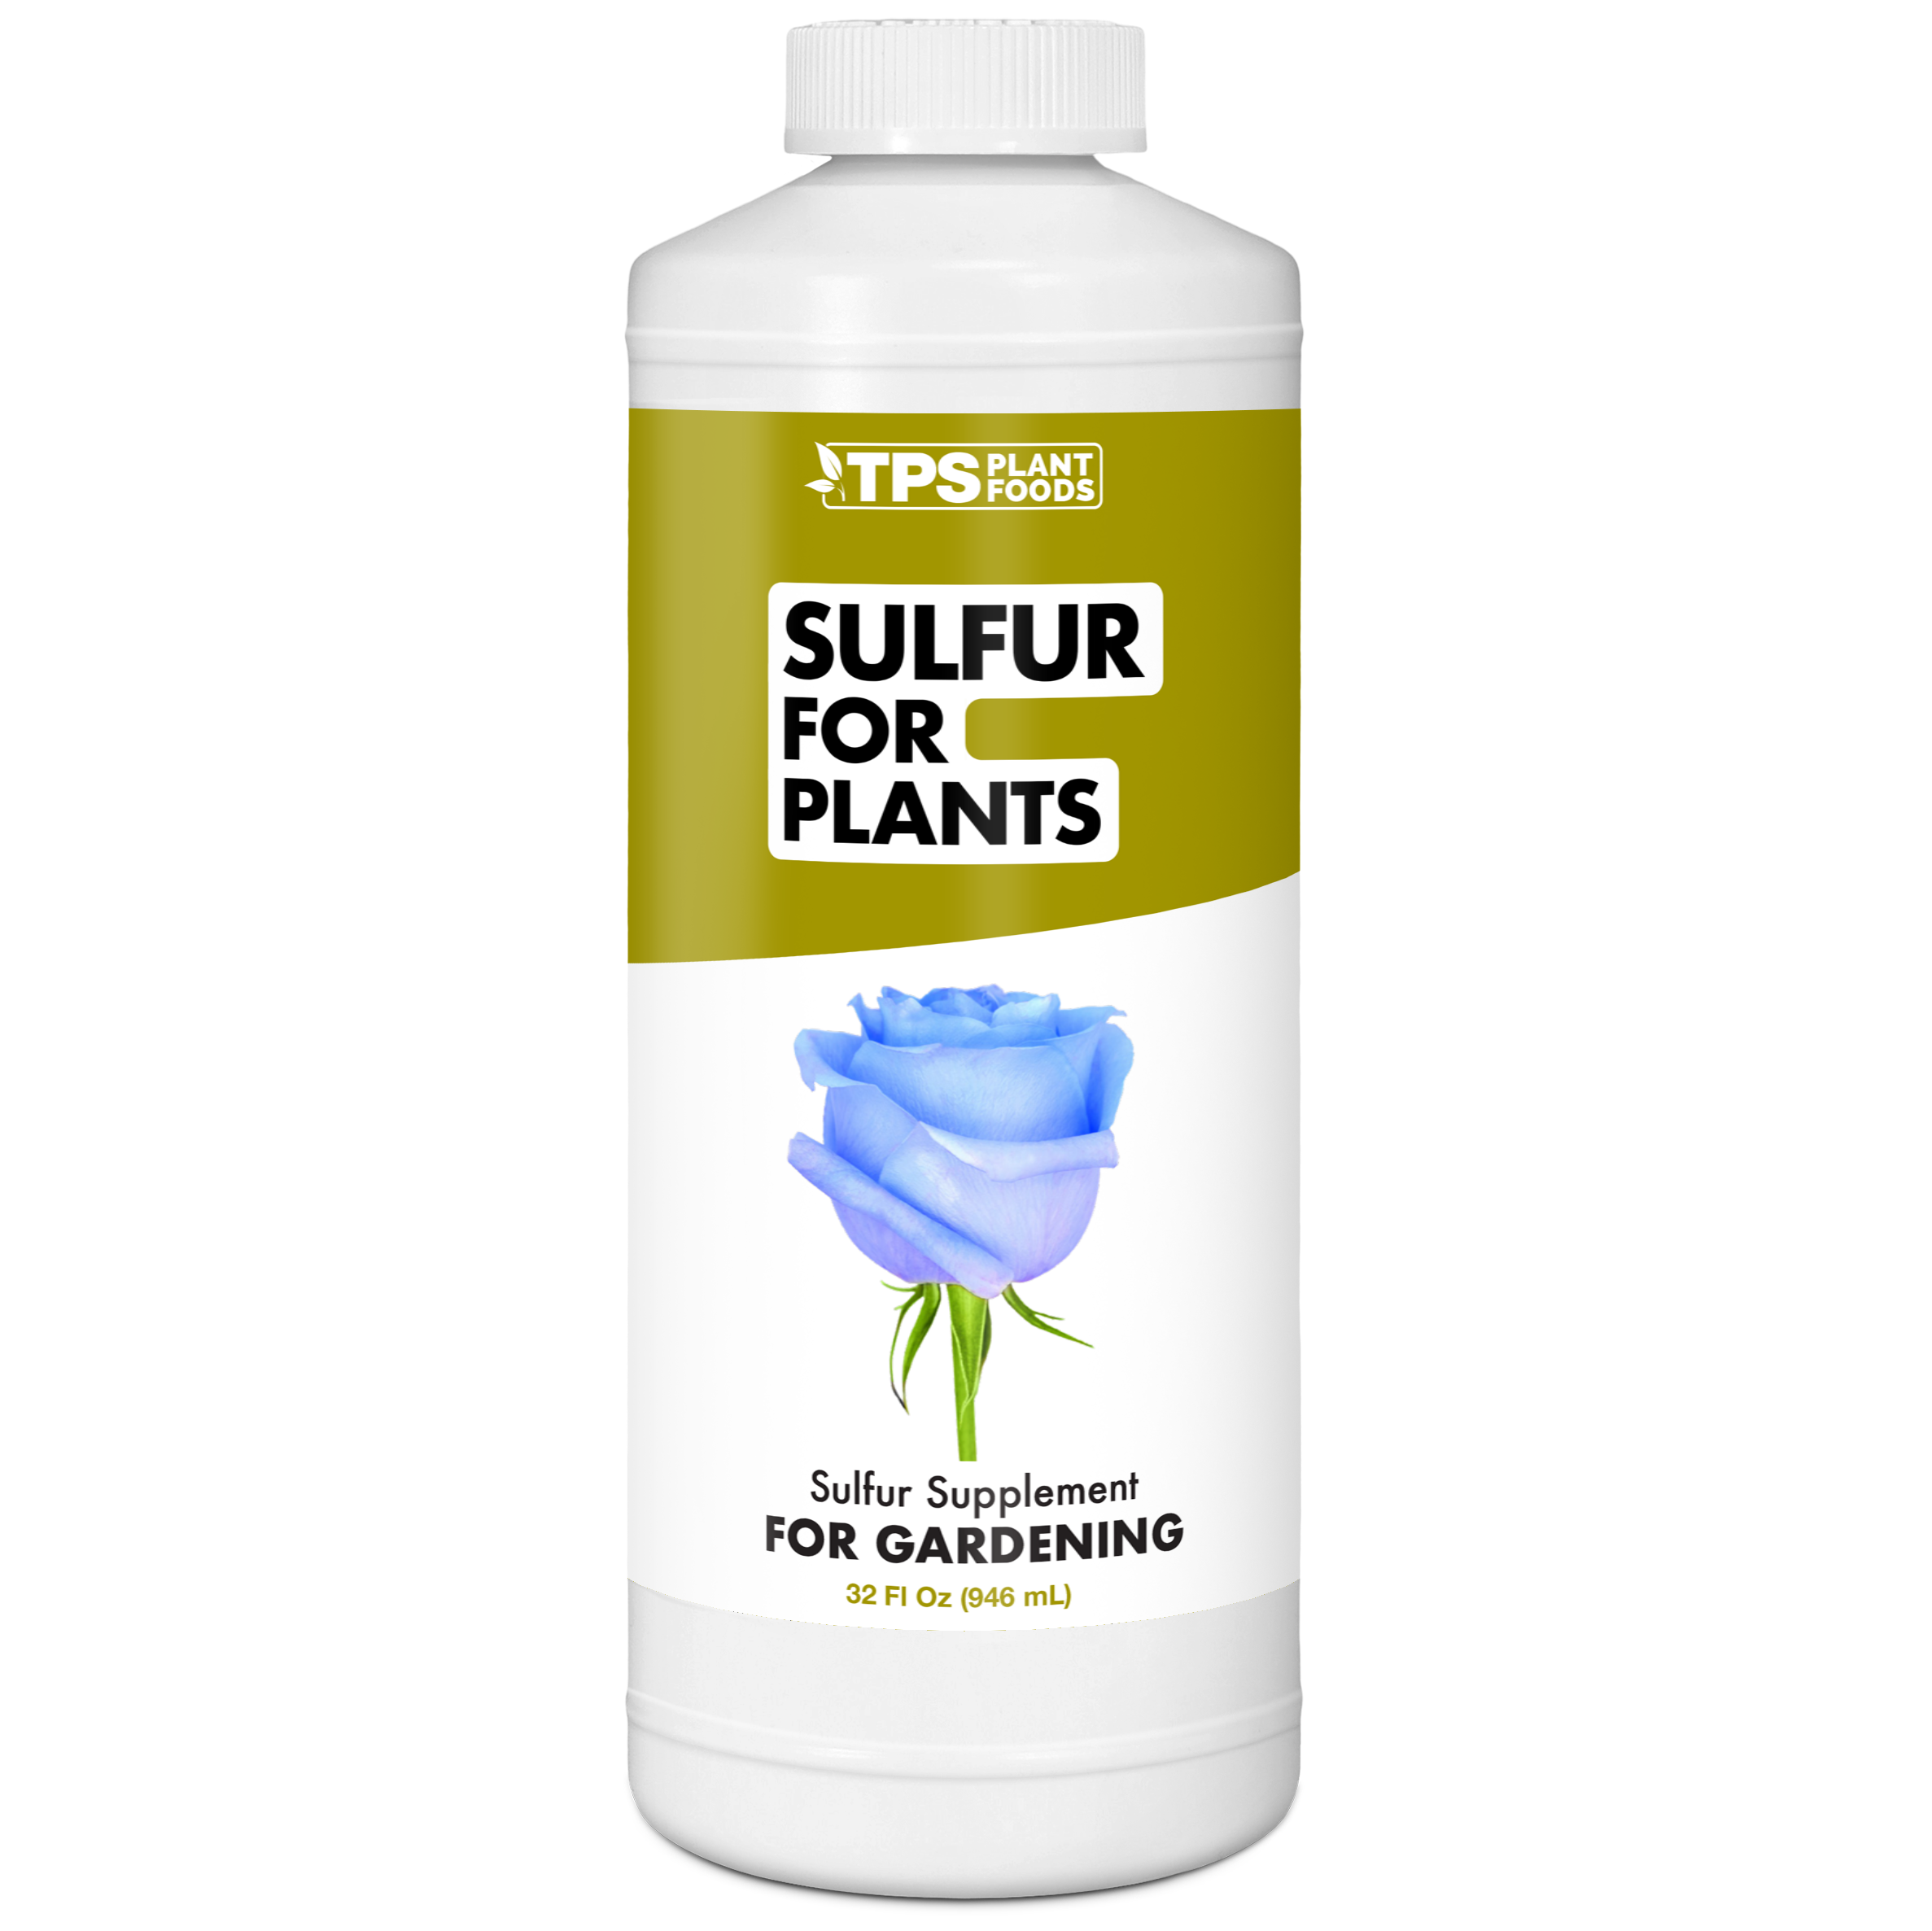 TPS PLANT FOODS
SULFUR
FOR
PLANTS
Sulfur Supplement
FOR GARDENING
32 Fl Oz (946 mL)